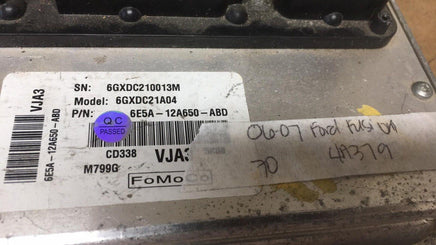 SN: 6GXDC210013M
Model: 6GXDC21A04
P/N: 6E5A-12A650-ABD
VJA3
6E5A-12A650-ABD
QC
PASSED
CD338 VJA3
M799G
FoMoCo
06-07 Ford Fusion
70 49379